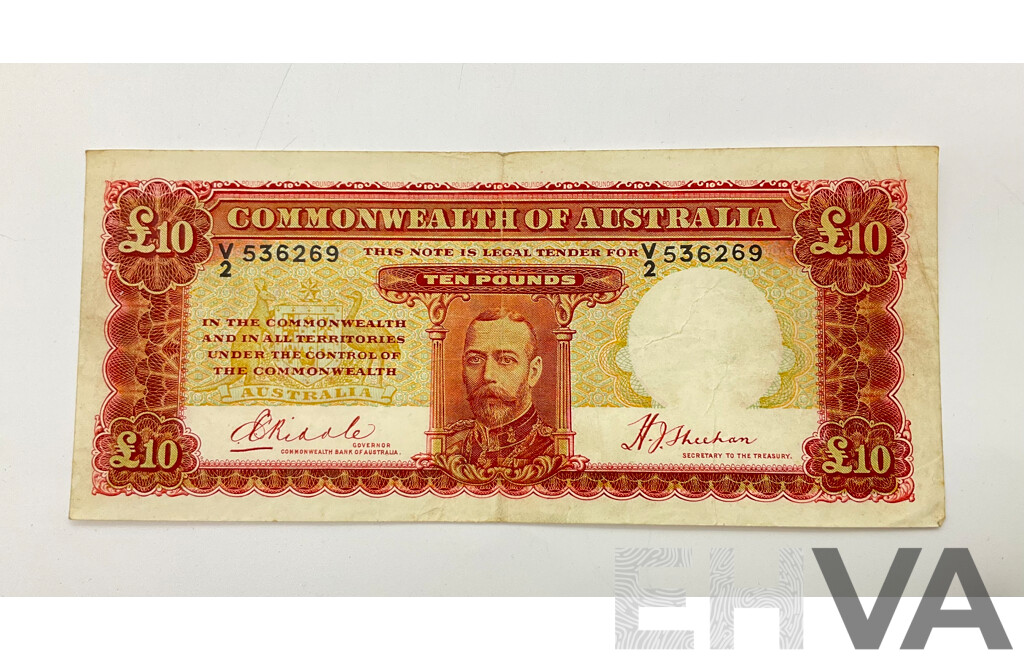 COMMONWEALTH OF AUSTRALIA
£10
£10
V/2 536269
THIS NOTE IS LEGAL TENDER FOR
V/2 536269
TEN POUNDS
IN THE COMMONWEALTH
AND IN ALL TERRITORIES
UNDER THE CONTROL OF
THE COMMONWEALTH
AUSTRALIA
£10
E C Riddle
GOVERNOR
COMMONWEALTH BANK OF AUSTRALIA.
H. J. Sheehan
SECRETARY TO THE TREASURY.
£10
EHVA